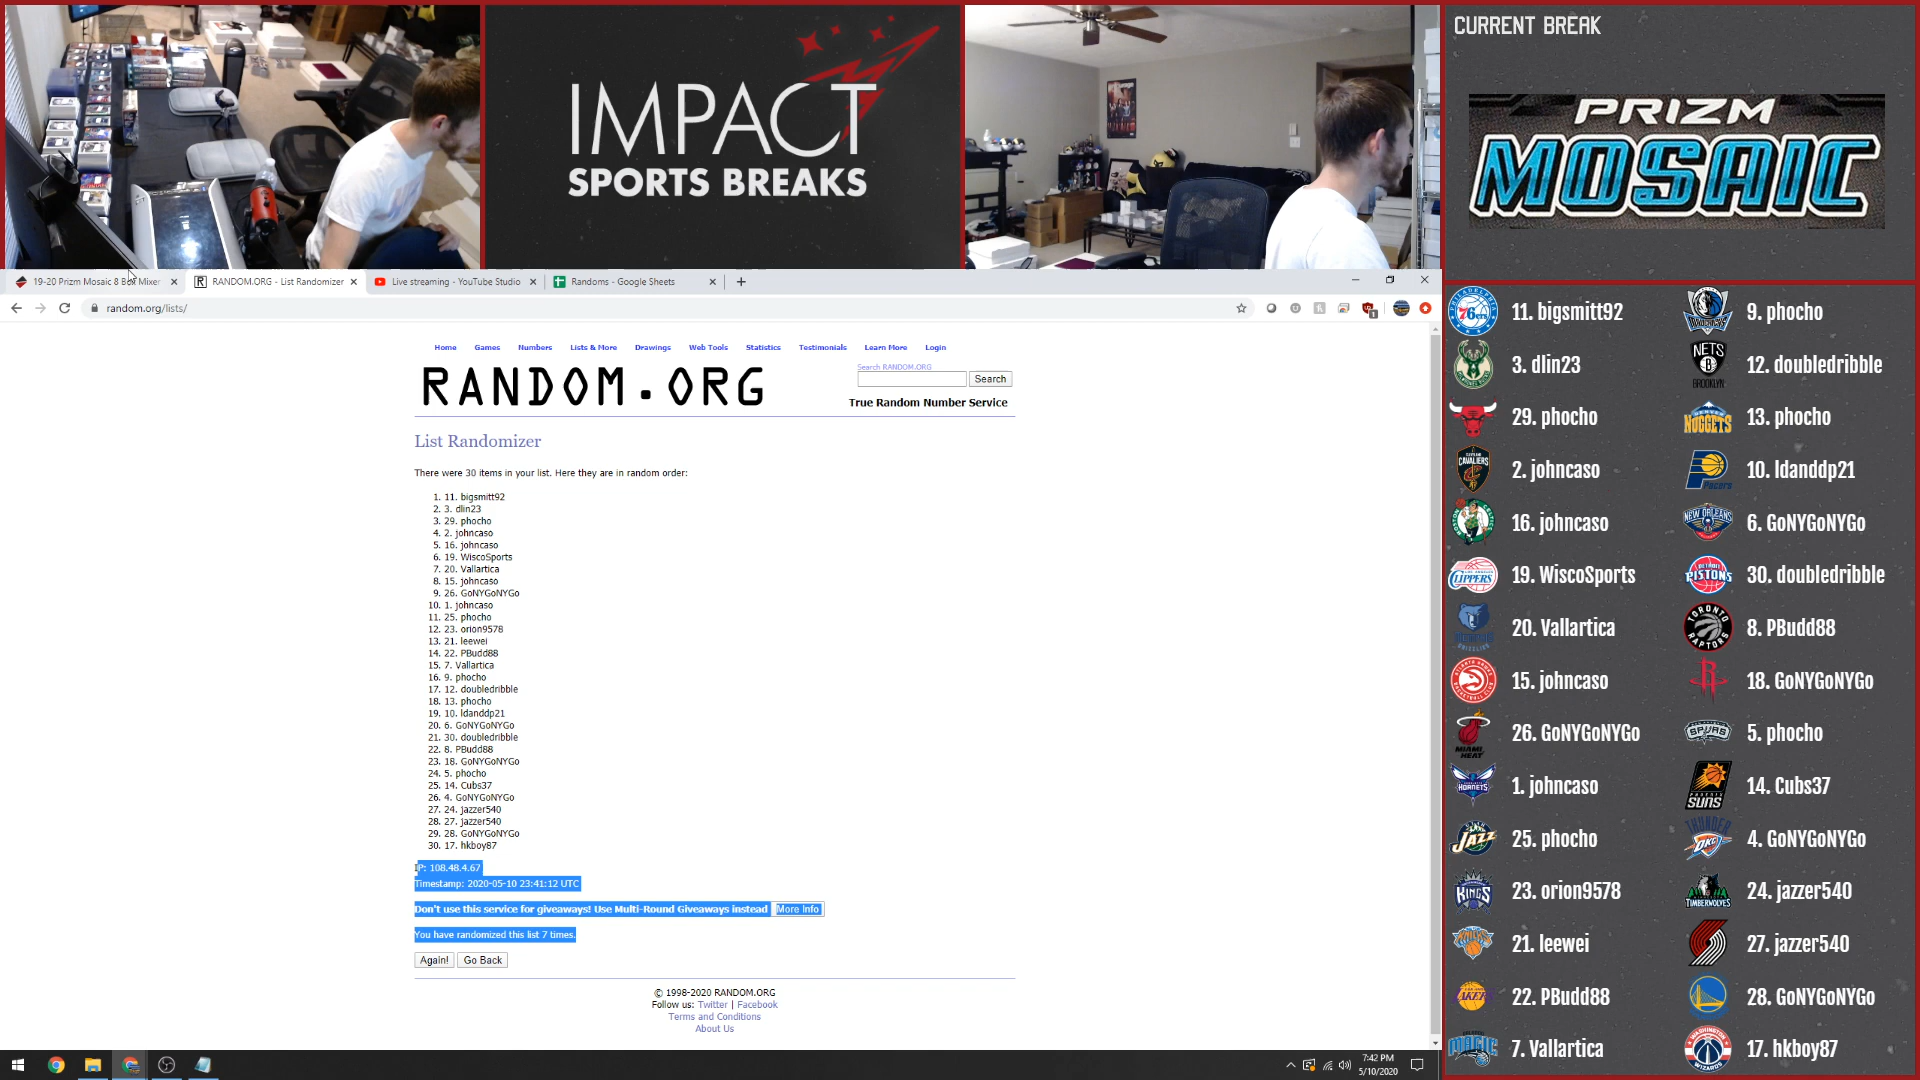 IMPACT
SPORTS BREAKS
CURRENT BREAK
PRIZM
MOSAIC
19-20 Prizm Mosaic 8 Box Mixer
RANDOM.ORG - List Randomizer
Live streaming - YouTube Studio
Randoms - Google Sheets
random.org/lists/
Home
Games
Numbers
Lists & More
Drawings
Web Tools
Statistics
Testimonials
Learn More
Login
RANDOM.ORG
Search RANDOM.ORG
Search
True Random Number Service
List Randomizer
There were 30 items in your list. Here they are in random order:
1. 11. bigsmitt92
2. 3. dlin23
3. 29. phocho
4. 2. johncaso
5. 16. johncaso
6. 19. WiscoSports
7. 20. Vallartica
8. 15. johncaso
9. 26. GoNYGoNYGo
10. 1. johncaso
11. 25. phocho
12. 23. orion9578
13. 21. leewei
14. 22. PBudd88
15. 7. Vallartica
16. 9. phocho
17. 12. doubledribble
18. 13. phocho
19. 10. ldanddp21
20. 6. GoNYGoNYGo
21. 30. doubledribble
22. 8. PBudd88
23. 18. GoNYGoNYGo
24. 5. phocho
25. 14. Cubs37
26. 4. GoNYGoNYGo
27. 24. jazzer540
28. 27. jazzer540
29. 28. GoNYGoNYGo
30. 17. hkboy87
IP: 108.48.4.67
Timestamp: 2020-05-10 23:41:12 UTC
Don't use this service for giveaways! Use Multi-Round Giveaways instead More Info
You have randomized this list 7 times.
Again! Go Back
© 1998-2020 RANDOM.ORG
Follow us: Twitter | Facebook
Terms and Conditions
About Us
11. bigsmitt92
3. dlin23
29. phocho
2. johncaso
16. johncaso
19. WiscoSports
20. Vallartica
15. johncaso
26. GoNYGoNYGo
1. johncaso
25. phocho
23. orion9578
21. leewei
22. PBudd88
7. Vallartica
9. phocho
12. doubledribble
13. phocho
10. ldanddp21
6. GoNYGoNYGo
30. doubledribble
8. PBudd88
18. GoNYGoNYGo
5. phocho
14. Cubs37
4. GoNYGoNYGo
24. jazzer540
27. jazzer540
28. GoNYGoNYGo
17. hkboy87
7:42 PM
5/10/2020